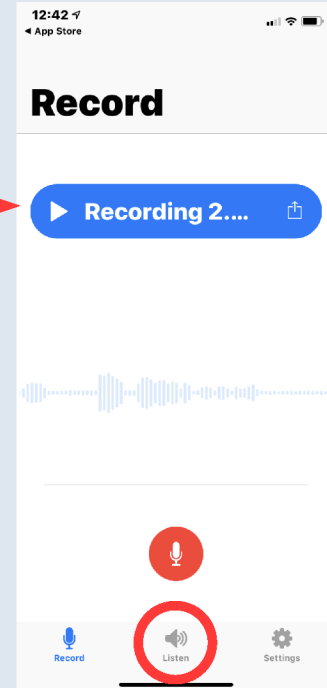 12:42
◀ App Store
Record
Recording 2....
Record
Listen
Settings